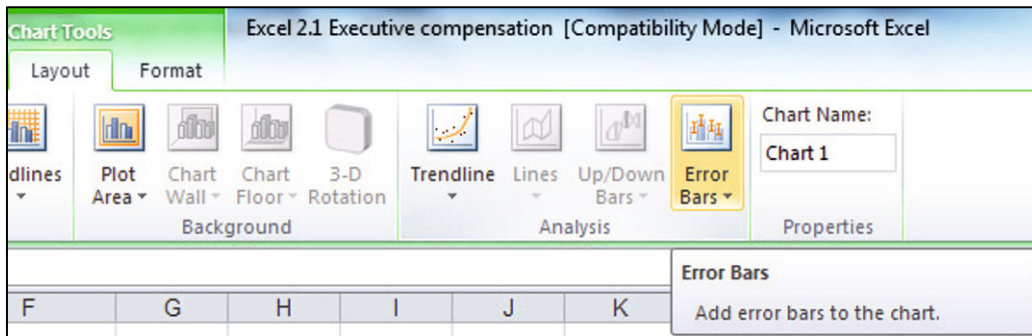 Chart Tools
Excel 2.1 Executive compensation [Compatibility Mode] - Microsoft Excel
Layout Format
dlines
Plot Area
Chart Wall
Chart Floor
3-D Rotation
Background
Trendline
Lines
Up/Down Bars
Error Bars
Analysis
Chart Name:
Chart 1
Properties
Error Bars
Add error bars to the chart.
F G H I J K